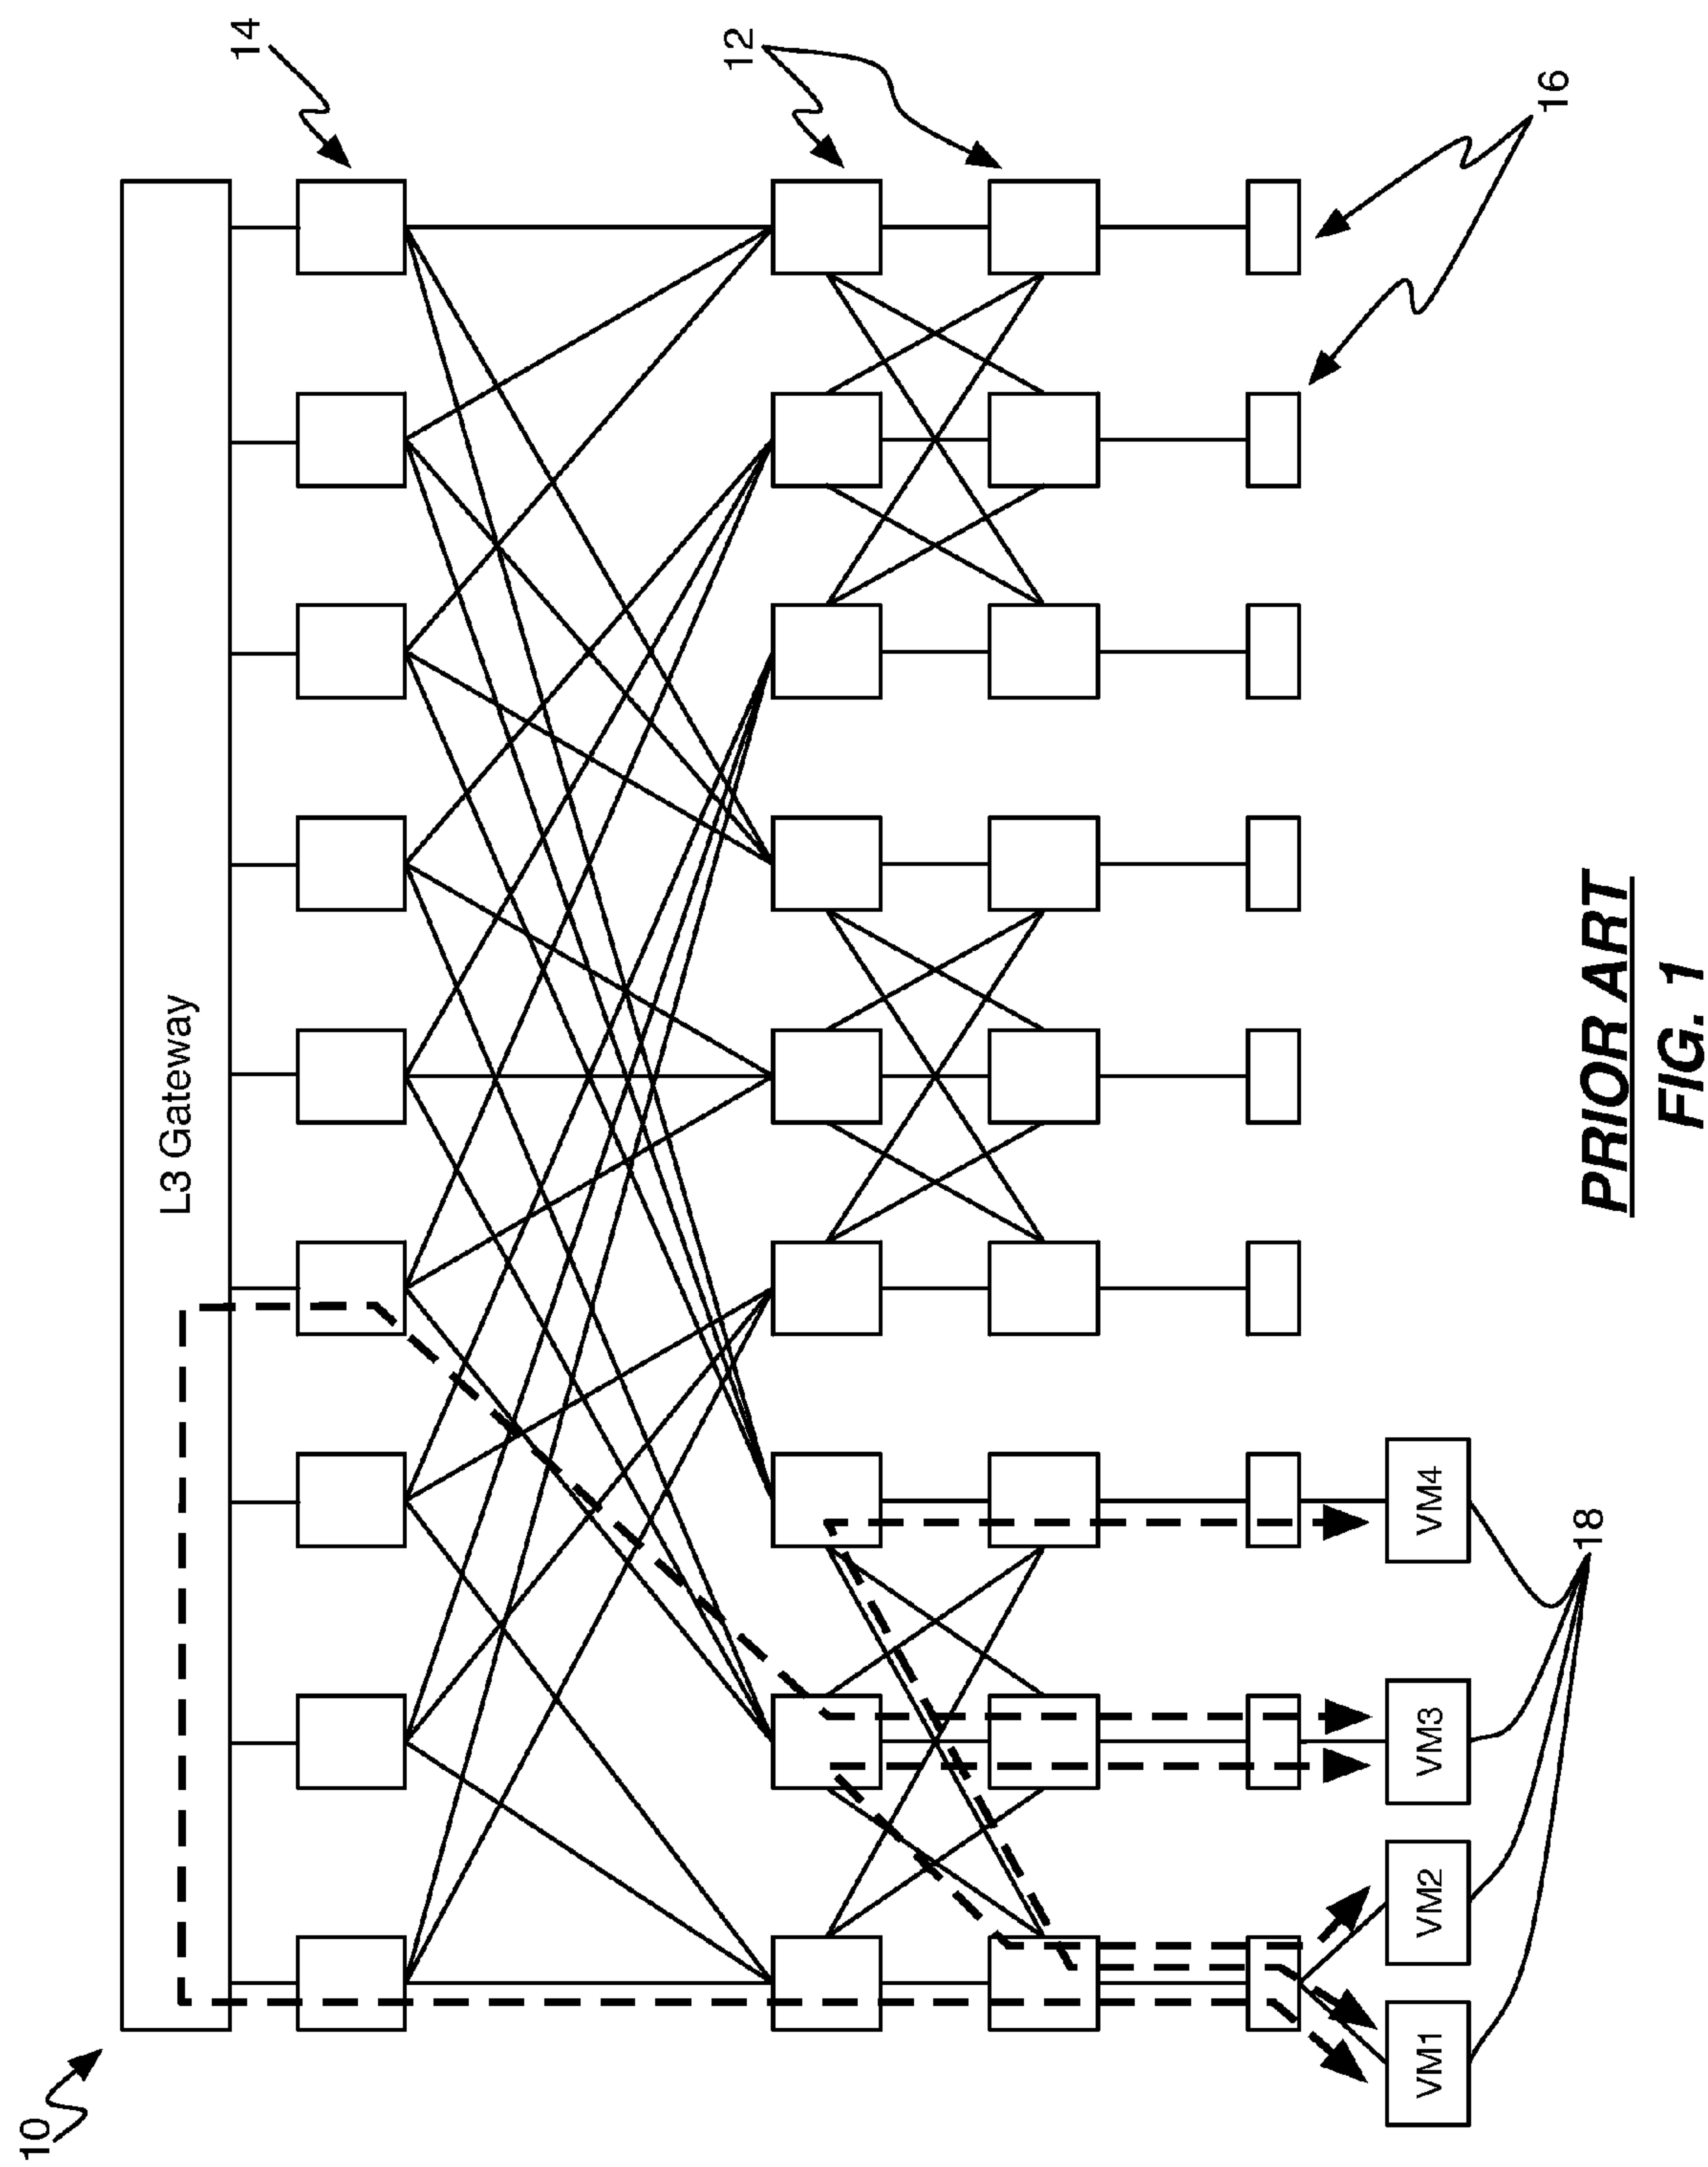 10
L3 Gateway
14
12
16
VM1
VM2
VM3
VM4
18
PRIOR ART
FIG. 1